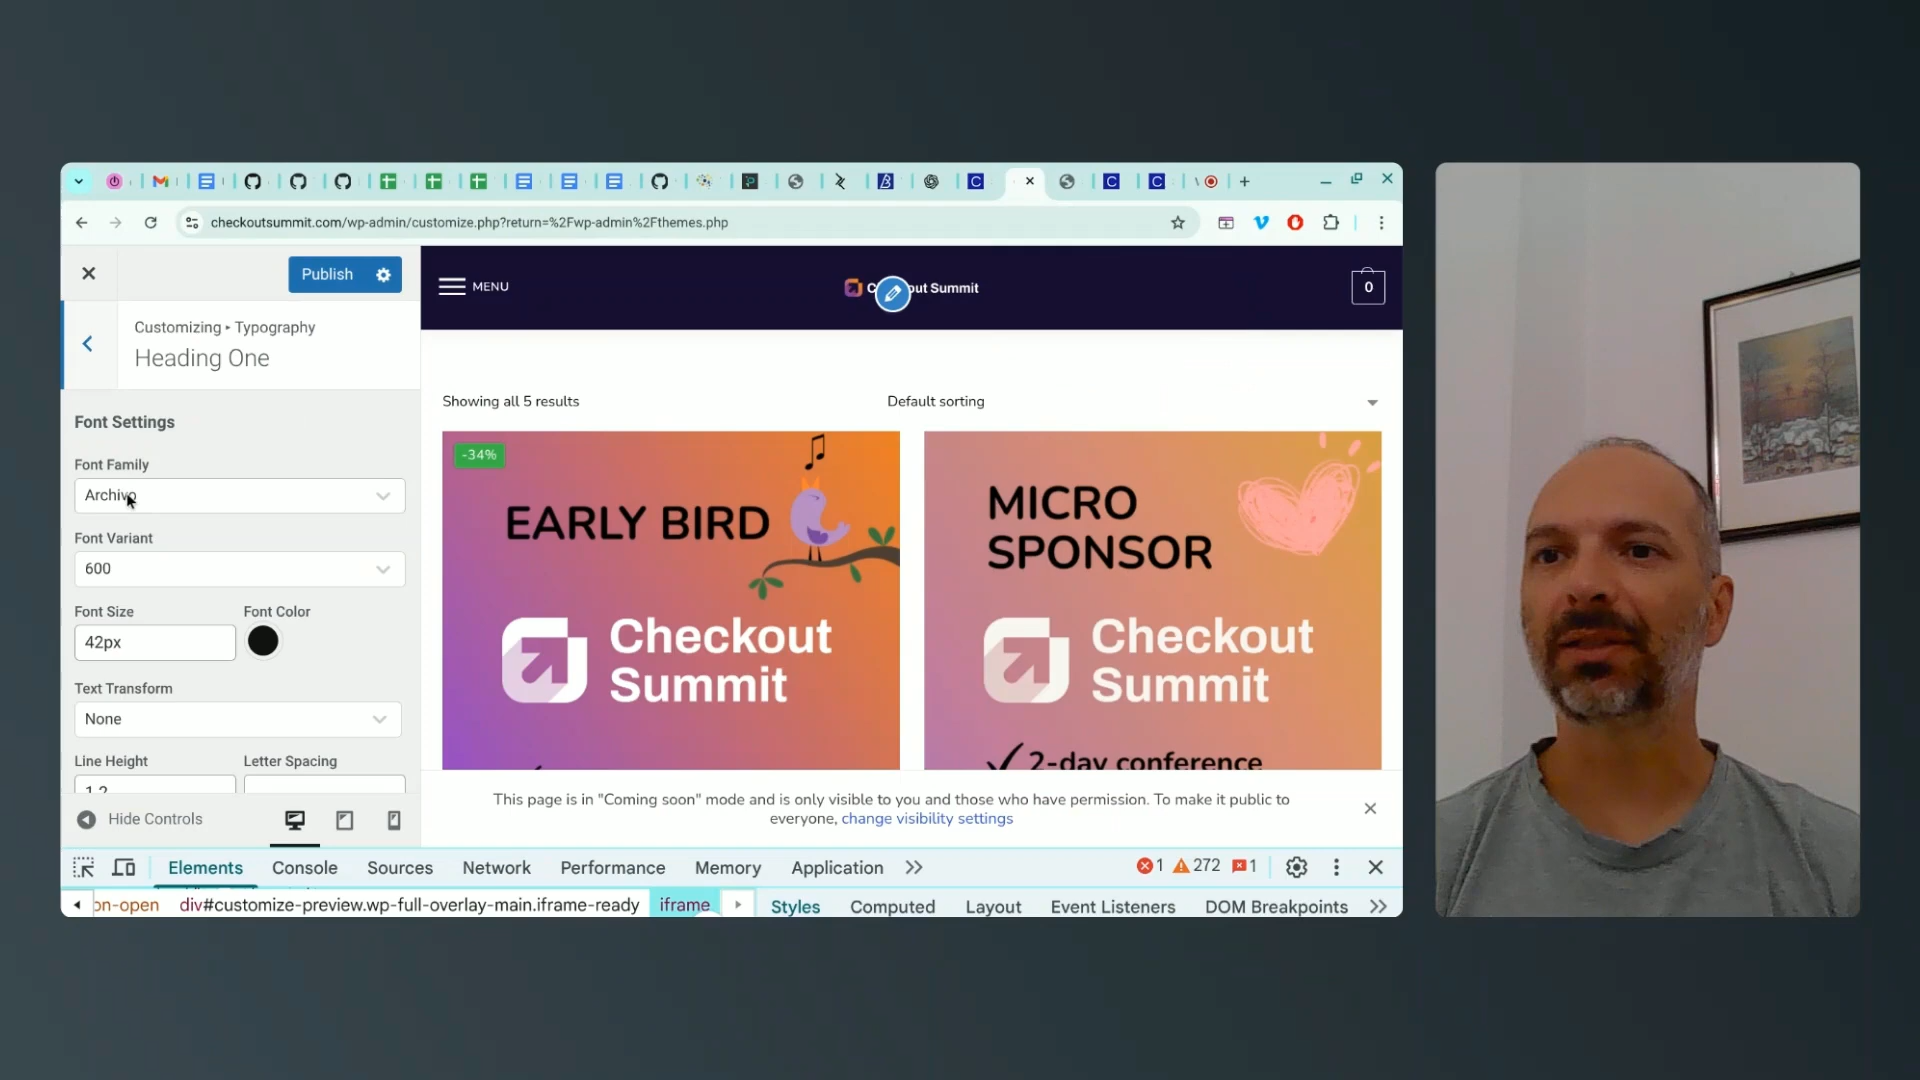 checkoutsummit.com/wp-admin/customize.php?return=%2Fwp-admin%2Fthemes.php
Publish
Customizing ▸ Typography
Heading One
Font Settings
Font Family
Archivo
Font Variant
600
Font Size
Font Color
42px
Text Transform
None
Line Height
Letter Spacing
1.2
Hide Controls
MENU
Checkout Summit
0
Showing all 5 results
Default sorting
-34%
EARLY BIRD
Checkout
Summit
MICRO
SPONSOR
Checkout
Summit
2-day conference
This page is in "Coming soon" mode and is only visible to you and those who have permission. To make it public to
everyone, change visibility settings
Elements
Console
Sources
Network
Performance
Memory
Application
1
272
1
on-open
div#customize-preview.wp-full-overlay-main.iframe-ready
iframe
Styles
Computed
Layout
Event Listeners
DOM Breakpoints